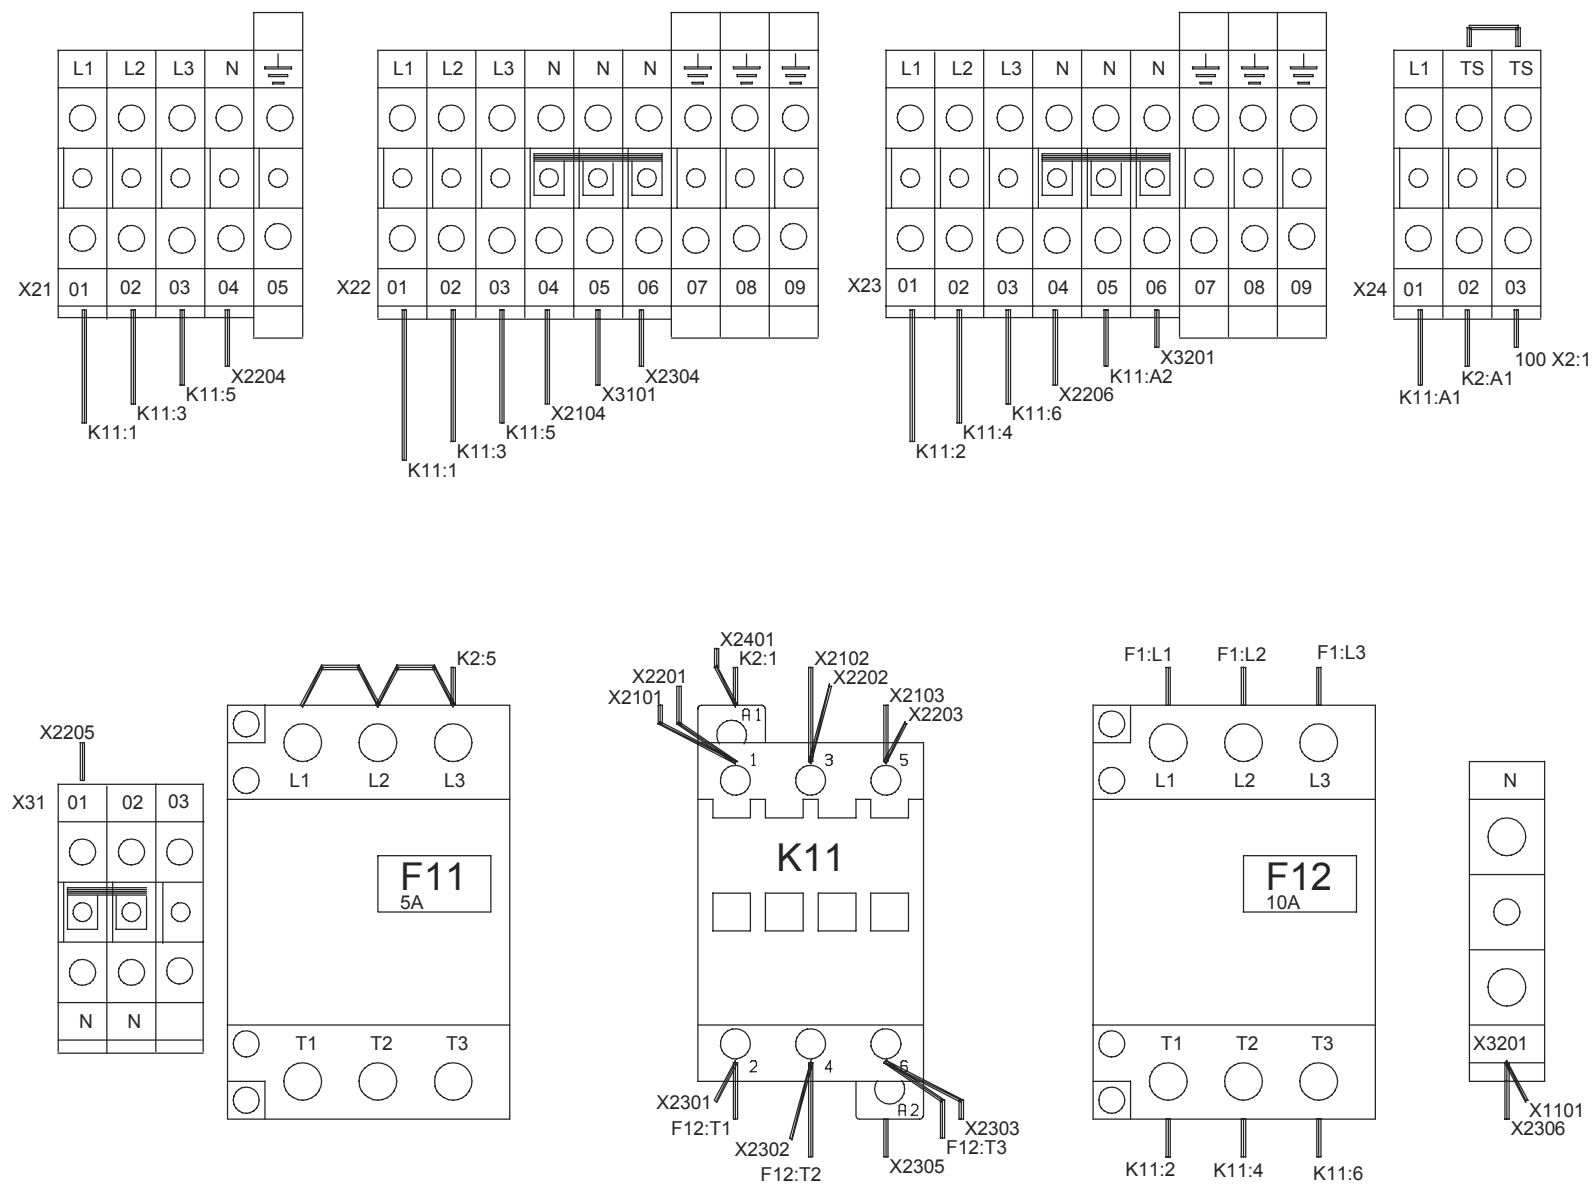 L1 L2 L3 N
L1 L2 L3 N N N
L1 L2 L3 N N N
L1 TS TS
X21 01 02 03 04 05
X22 01 02 03 04 05 06 07 08 09
X23 01 02 03 04 05 06 07 08 09
X24 01 02 03
K11:1
K11:3
K11:5
X2204
K11:1
K11:3
K11:5
X2104
X3101
X2304
K11:2
K11:4
K11:6
X2206
K11:A2
X3201
K11:A1
K2:A1
100 X2:1
X2205
X31 01 02 03
N N
K2:5
L1 L2 L3
F11
5A
T1 T2 T3
X2401
K2:1
X2201
X2101
X2102
X2202
X2103
X2203
A1
1 3 5
K11
2 4 6
A2
X2301
F12:T1
X2302
F12:T2
X2303
F12:T3
X2305
F1:L1 F1:L2 F1:L3
L1 L2 L3
F12
10A
T1 T2 T3
K11:2 K11:4 K11:6
N
X3201
X1101
X2306